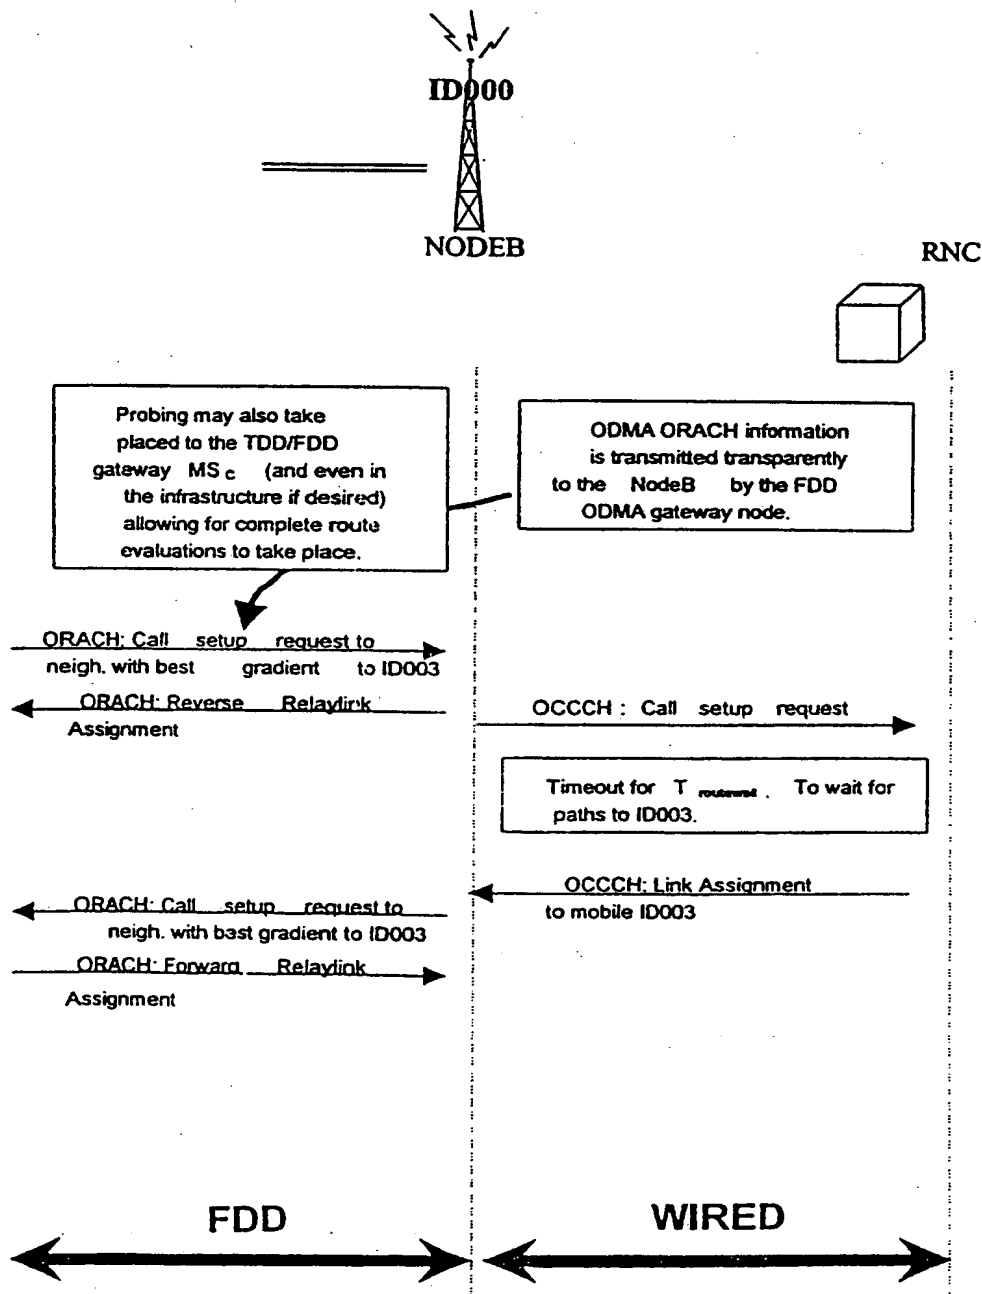 ID000
NODEB
RNC
Probing may also take
placed to the TDD/FDD
gateway MS c (and even in
the infrastructure if desired)
allowing for complete route
evaluations to take place.
ODMA ORACH information
is transmitted transparently
to the NodeB by the FDD
ODMA gateway node.
ORACH: Call setup request to
neigh. with best gradient to ID003
ORACH: Reverse Relaylink
Assignment
OCCCH : Call setup request
Timeout for T . To wait for
paths to ID003.
OCCCH: Link Assignment
to mobile ID003
ORACH: Call setup request to
neigh. with best gradient to ID003
ORACH: Forward Relaylink
Assignment
FDD
WIRED